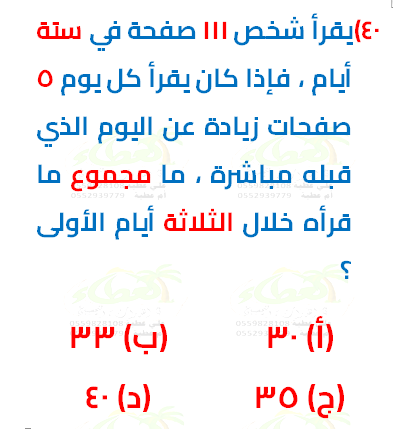 ٤٠)يقرأ شخص ١١١ صفحة في ستة
أيام ، فإذا كان يقرأ كل يوم ٥
صفحات زيادة عن اليوم الذي
قبله مباشرة ، ما مجموع ما
قرأه خلال الثلاثة أيام الأولى
؟
(أ) ٣٠ (ب) ٣٣
(ج) ٣٥ (د) ٤٠